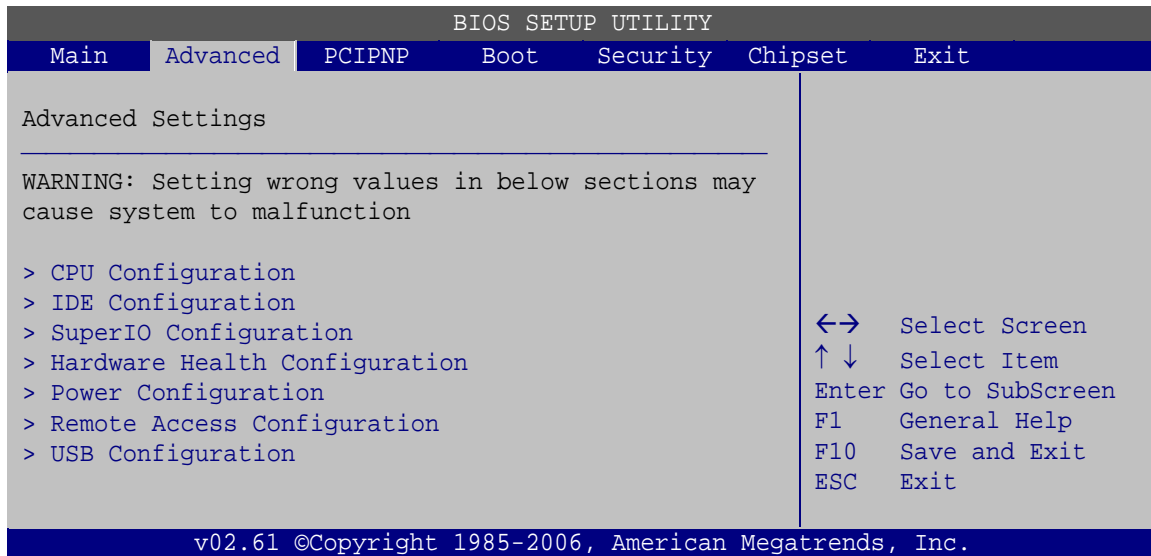 BIOS SETUP UTILITY
Main Advanced PCIPNP Boot Security Chipset Exit
Advanced Settings
WARNING: Setting wrong values in below sections may
cause system to malfunction
> CPU Configuration
> IDE Configuration
> SuperIO Configuration
> Hardware Health Configuration
> Power Configuration
> Remote Access Configuration
> USB Configuration
←→ Select Screen
↑ ↓ Select Item
Enter Go to SubScreen
F1 General Help
F10 Save and Exit
ESC Exit
v02.61 ©Copyright 1985-2006, American Megatrends, Inc.